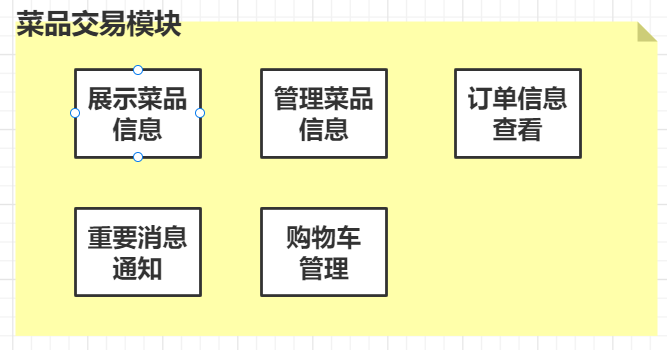 菜品交易模块
展示菜品
信息
管理菜品
信息
订单信息
查看
重要消息
通知
购物车
管理